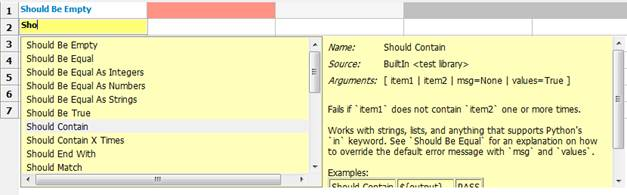 1 Should Be Empty
2 Sho
3
4
5
6
7
Should Be Empty
Should Be Equal
Should Be Equal As Integers
Should Be Equal As Numbers
Should Be Equal As Strings
Should Be True
Should Contain
Should Contain X Times
Should End With
Should Match
Name: Should Contain
Source: BuiltIn <test library>
Arguments: [ item1 | item2 | msg=None | values=True ]
Fails if `item1` does not contain `item2` one or more times.
Works with strings, lists, and anything that supports Python's
`in` keyword. See `Should Be Equal` for an explanation on how
to override the default error message with `msg` and `values`.
Examples:
Should Contain ${output} PASS